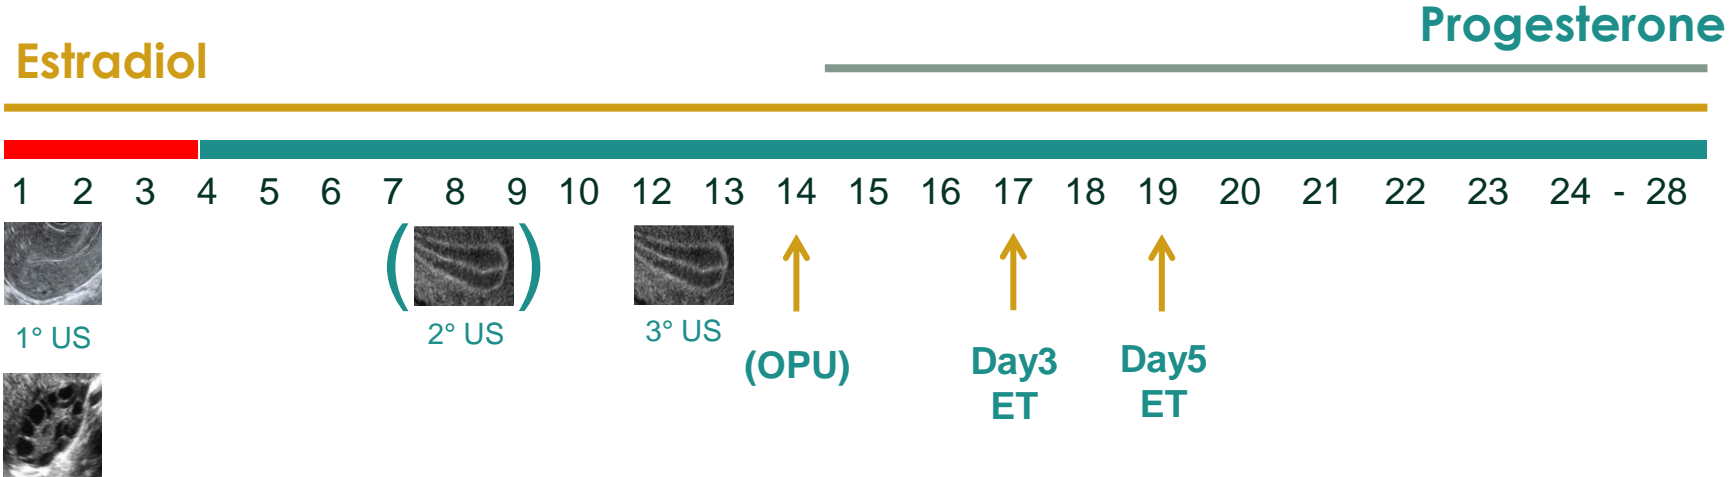 Progesterone
Estradiol
1 2 3 4 5 6 7 8 9 10 12 13 14 15 16 17 18 19 20 21 22 23 24 - 28
( )
1° US
2° US
3° US
(OPU)
Day3
ET
Day5
ET